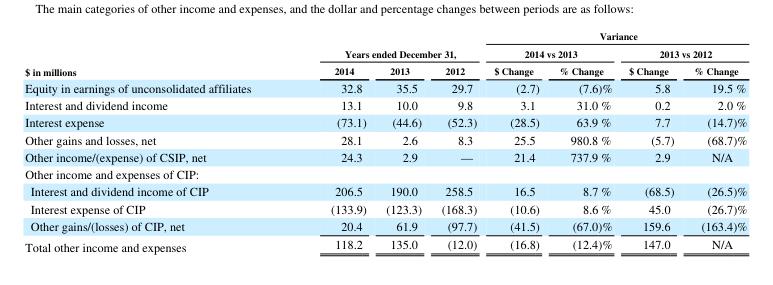 The main categories of other income and expenses, and the dollar and percentage changes between periods are as follows:
Variance
Years ended December 31, 2014 vs 2013 2013 vs 2012
$ in millions 2014 2013 2012 $ Change % Change $ Change % Change
Equity in earnings of unconsolidated affiliates 32.8 35.5 29.7 (2.7) (7.6)% 5.8 19.5 %
Interest and dividend income 13.1 10.0 9.8 3.1 31.0 % 0.2 2.0 %
Interest expense (73.1) (44.6) (52.3) (28.5) 63.9 % 7.7 (14.7)%
Other gains and losses, net 28.1 2.6 8.3 25.5 980.8 % (5.7) (68.7)%
Other income/(expense) of CSIP, net 24.3 2.9 — 21.4 737.9 % 2.9 N/A
Other income and expenses of CIP:
Interest and dividend income of CIP 206.5 190.0 258.5 16.5 8.7 % (68.5) (26.5)%
Interest expense of CIP (133.9) (123.3) (168.3) (10.6) 8.6 % 45.0 (26.7)%
Other gains/(losses) of CIP, net 20.4 61.9 (97.7) (41.5) (67.0)% 159.6 (163.4)%
Total other income and expenses 118.2 135.0 (12.0) (16.8) (12.4)% 147.0 N/A